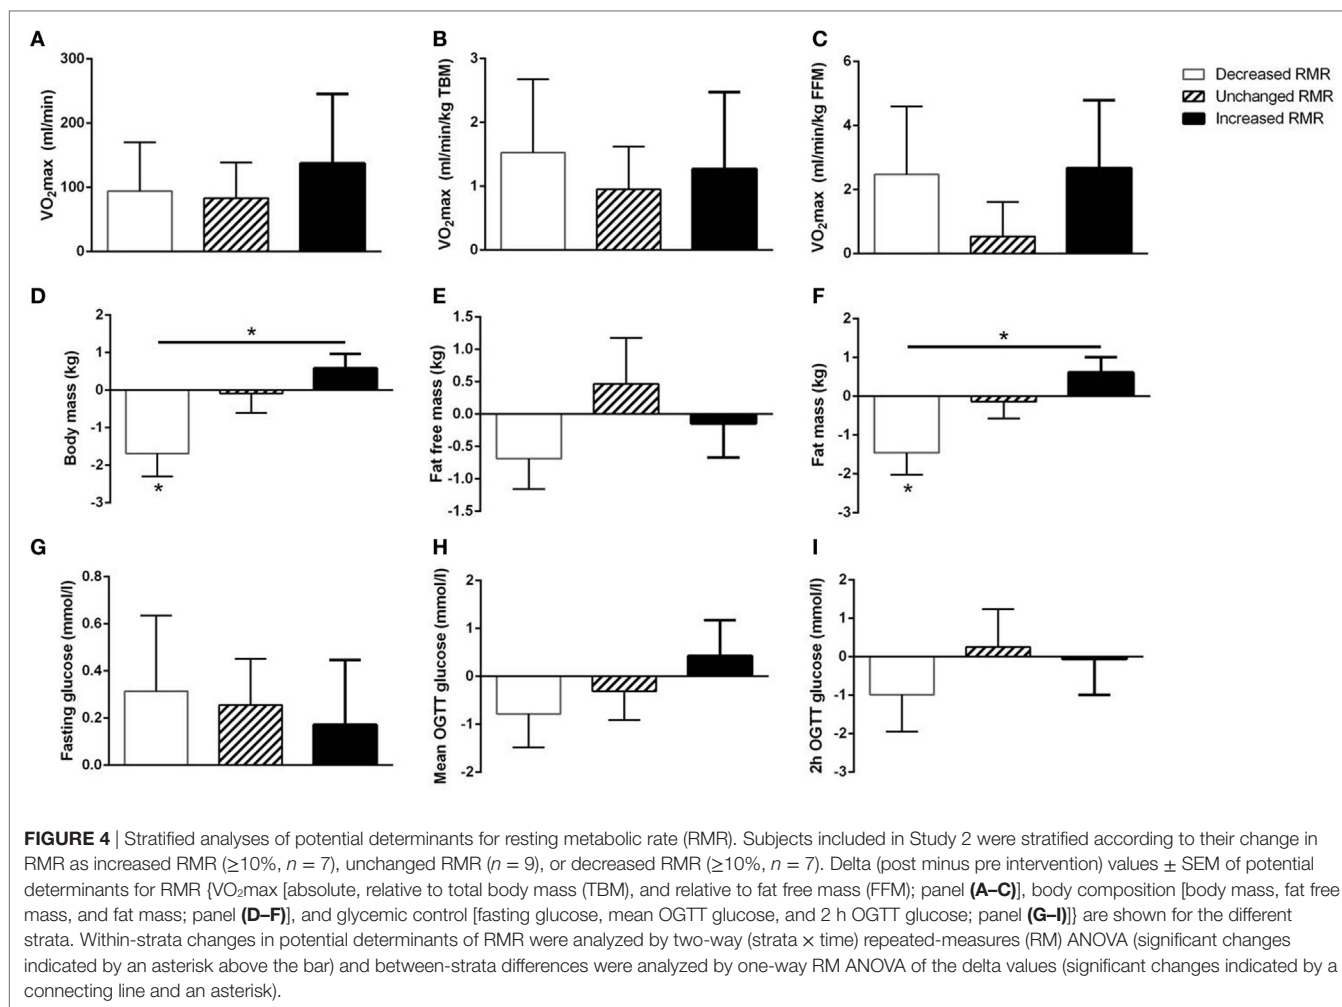 A
B
C
300
200
100
0
VO₂max (ml/min)
3
2
1
0
VO₂max (ml/min/kg TBM)
6
4
2
0
VO₂max (ml/min/kg FFM)
Decreased RMR
Unchanged RMR
Increased RMR
D
E
F
2
1
0
-1
-2
-3
Body mass (kg)
*
*
1.5
1.0
0.5
0.0
-0.5
-1.0
-1.5
Fat free mass (kg)
2
1
0
-1
-2
-3
Fat mass (kg)
*
*
G
H
I
0.8
0.6
0.4
0.2
0.0
Fasting glucose (mmol/l)
2
1
0
-1
-2
Mean OGTT glucose (mmol/l)
2
1
0
-1
-2
-3
2h OGTT glucose (mmol/l)
FIGURE 4 | Stratified analyses of potential determinants for resting metabolic rate (RMR). Subjects included in Study 2 were stratified according to their change in
RMR as increased RMR (≥10%, n = 7), unchanged RMR (n = 9), or decreased RMR (≥10%, n = 7). Delta (post minus pre intervention) values ± SEM of potential
determinants for RMR {VO₂max [absolute, relative to total body mass (TBM), and relative to fat free mass (FFM); panel (A–C)], body composition [body mass, fat free
mass, and fat mass; panel (D–F)], and glycemic control [fasting glucose, mean OGTT glucose, and 2 h OGTT glucose; panel (G–I)]} are shown for the different
strata. Within-strata changes in potential determinants of RMR were analyzed by two-way (strata × time) repeated-measures (RM) ANOVA (significant changes
indicated by an asterisk above the bar) and between-strata differences were analyzed by one-way RM ANOVA of the delta values (significant changes indicated by a
connecting line and an asterisk).